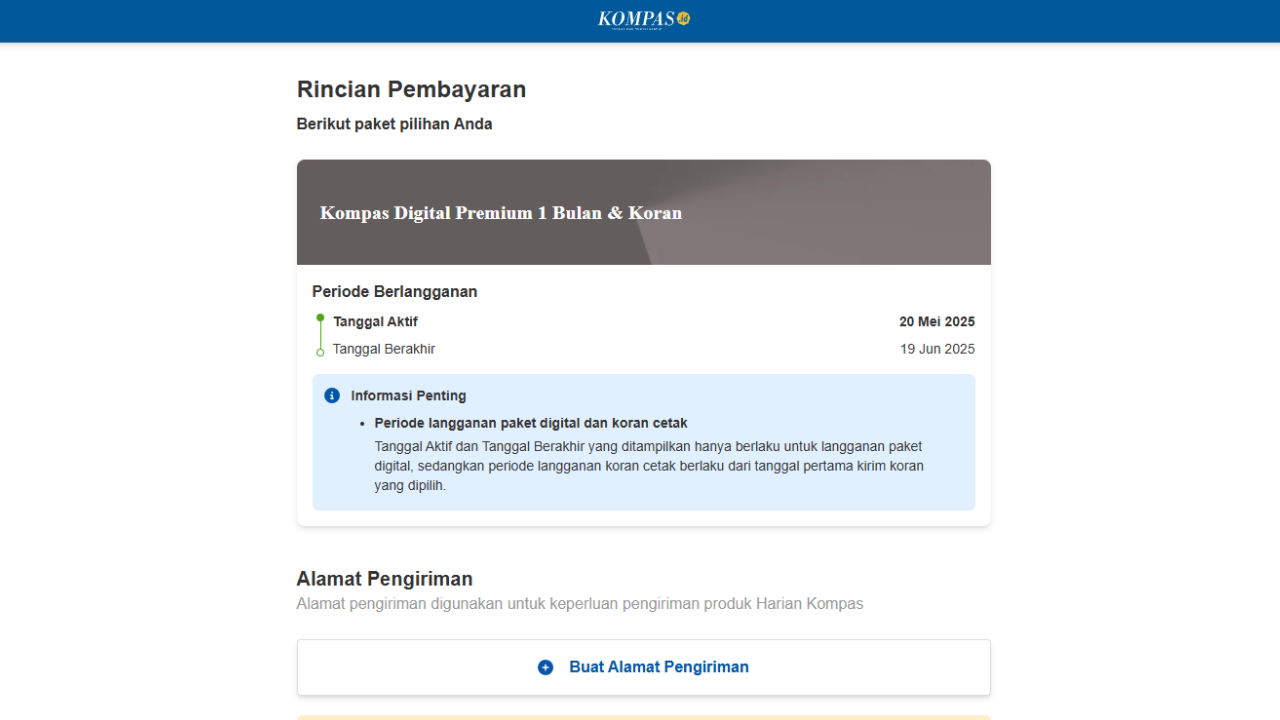 KOMPAS.id
Rincian Pembayaran
Berikut paket pilihan Anda
Kompas Digital Premium 1 Bulan & Koran
Periode Berlangganan
Tanggal Aktif 20 Mei 2025
Tanggal Berakhir 19 Jun 2025
Informasi Penting
• Periode langganan paket digital dan koran cetak
Tanggal Aktif dan Tanggal Berakhir yang ditampilkan hanya berlaku untuk langganan paket
digital, sedangkan periode langganan koran cetak berlaku dari tanggal pertama kirim koran
yang dipilih.
Alamat Pengiriman
Alamat pengiriman digunakan untuk keperluan pengiriman produk Harian Kompas
Buat Alamat Pengiriman